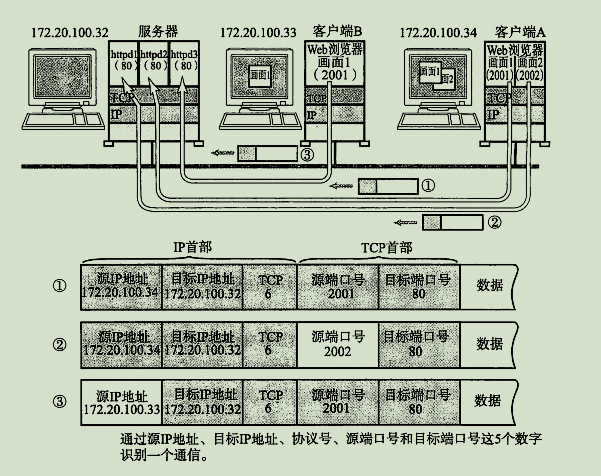 172.20.100.32
服务器
172.20.100.33
客户端B
172.20.100.34
客户端A
httpd1
(80)
httpd2
(80)
httpd3
(80)
TCP
IP
画面1
Web浏览器
画面1
(2001)
TCP
IP
画面1
画面2
Web浏览器
画面1
(2001)
画面2
(2002)
TCP
IP
③
①
②
IP首部
TCP首部
①
源IP地址
172.20.100.34
目标IP地址
172.20.100.32
TCP
6
源端口号
2001
目标端口号
80
数据
②
源IP地址
172.20.100.34
目标IP地址
172.20.100.32
TCP
6
源端口号
2002
目标端口号
80
数据
③
源IP地址
172.20.100.33
目标IP地址
172.20.100.32
TCP
6
源端口号
2001
目标端口号
80
数据
通过源IP地址、目标IP地址、协议号、源端口号和目标端口号这5个数字
识别一个通信。